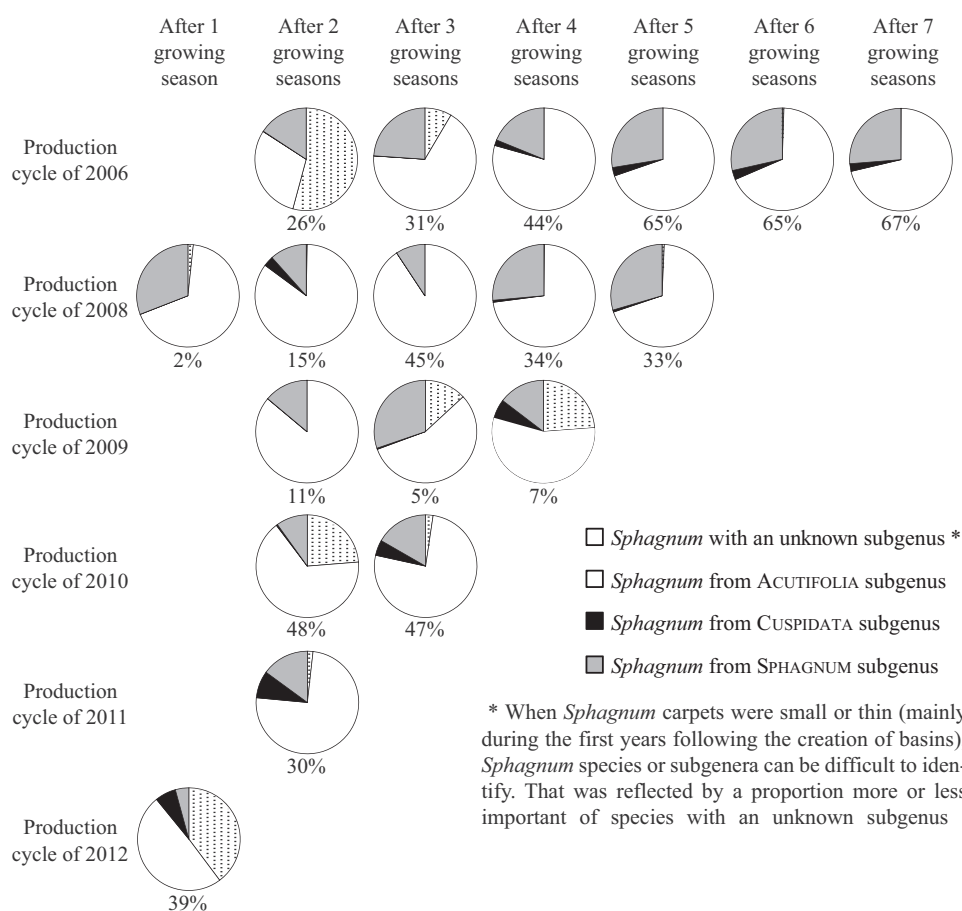 After 1
growing
season
After 2
growing
seasons
After 3
growing
seasons
After 4
growing
seasons
After 5
growing
seasons
After 6
growing
seasons
After 7
growing
seasons
Production
cycle of 2006
26%
31%
44%
65%
65%
67%
Production
cycle of 2008
2%
15%
45%
34%
33%
Production
cycle of 2009
11%
5%
7%
Production
cycle of 2010
48%
47%
Sphagnum with an unknown subgenus *
Sphagnum from ACUTIFOLIA subgenus
Sphagnum from CUSPIDATA subgenus
Sphagnum from SPHAGNUM subgenus
Production
cycle of 2011
30%
* When Sphagnum carpets were small or thin (mainly
during the first years following the creation of basins)
Sphagnum species or subgenera can be difficult to iden-
tify. That was reflected by a proportion more or less
important of species with an unknown subgenus
Production
cycle of 2012
39%